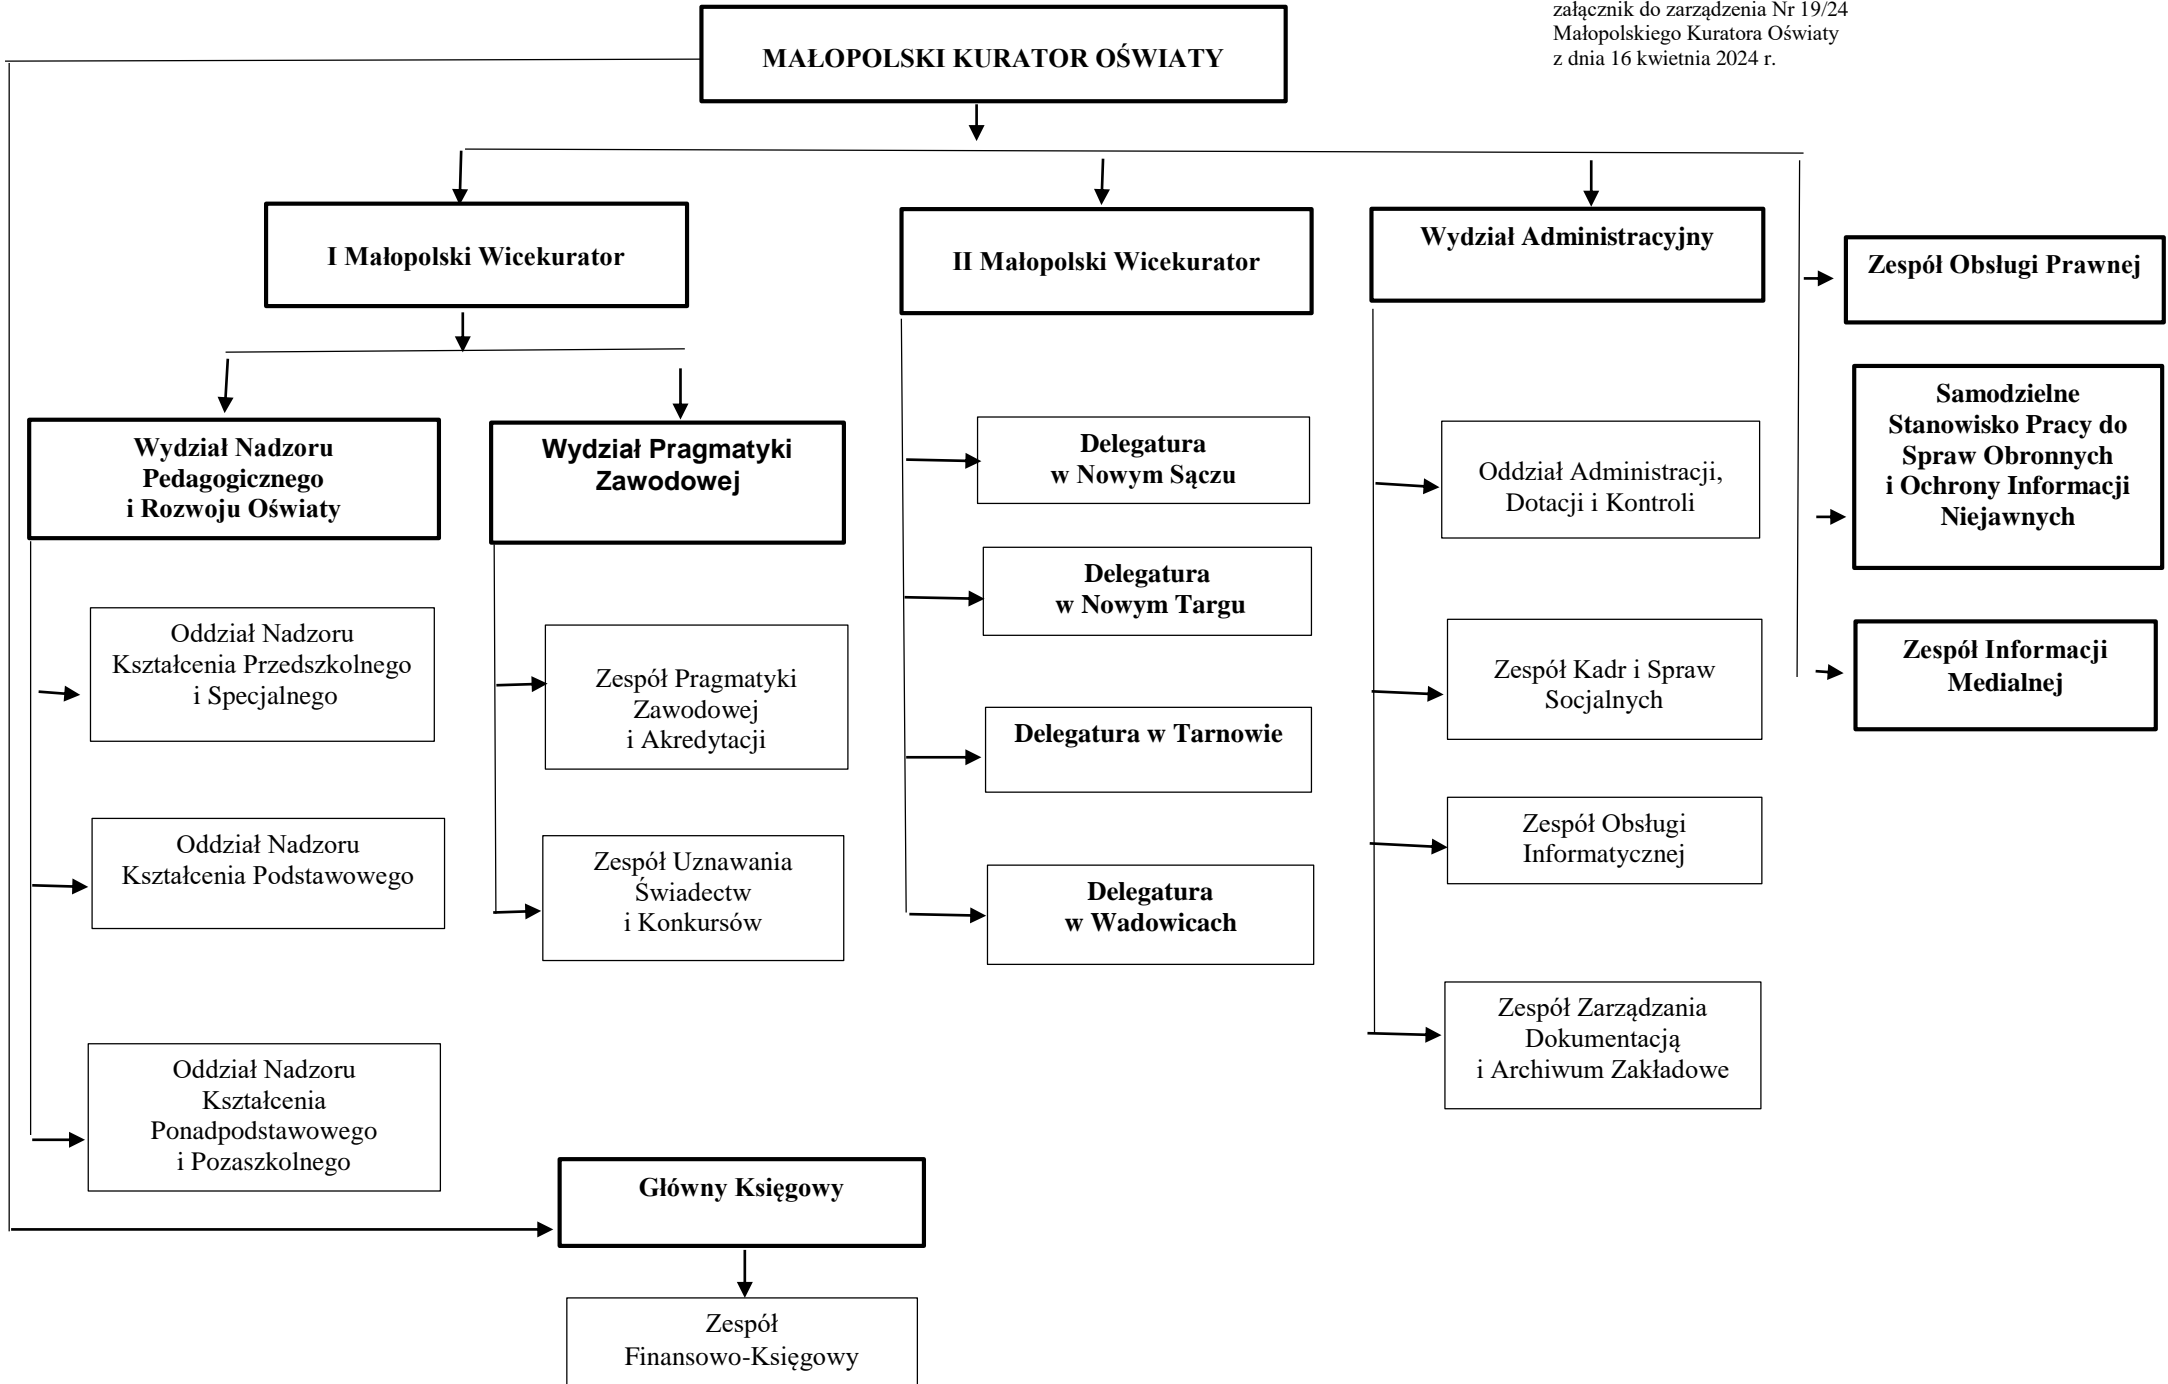 załącznik do zarządzenia Nr 19/24
Małopolskiego Kuratora Oświaty
z dnia 16 kwietnia 2024 r.
MAŁOPOLSKI KURATOR OŚWIATY
I Małopolski Wicekurator
II Małopolski Wicekurator
Wydział Administracyjny
Zespół Obsługi Prawnej
Samodzielne
Stanowisko Pracy do
Spraw Obronnych
i Ochrony Informacji
Niejawnych
Zespół Informacji
Medialnej
Wydział Nadzoru
Pedagogicznego
i Rozwoju Oświaty
Wydział Pragmatyki
Zawodowej
Delegatura
w Nowym Sączu
Delegatura
w Nowym Targu
Delegatura w Tarnowie
Delegatura
w Wadowicach
Oddział Administracji,
Dotacji i Kontroli
Zespół Kadr i Spraw
Socjalnych
Zespół Obsługi
Informatycznej
Zespół Zarządzania
Dokumentacją
i Archiwum Zakładowe
Oddział Nadzoru
Kształcenia Przedszkolnego
i Specjalnego
Oddział Nadzoru
Kształcenia Podstawowego
Oddział Nadzoru
Kształcenia
Ponadpodstawowego
i Pozaszkolnego
Zespół Pragmatyki
Zawodowej
i Akredytacji
Zespół Uznawania
Świadectw
i Konkursów
Główny Księgowy
Zespół
Finansowo-Księgowy